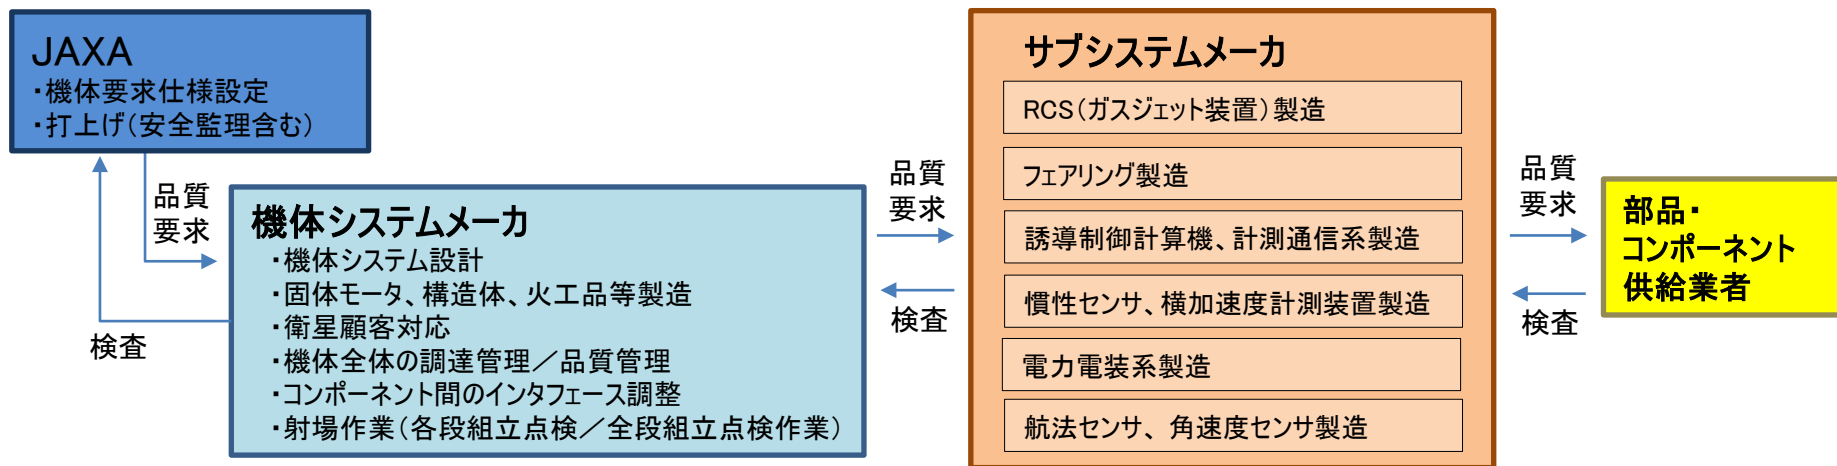 JAXA
・機体要求仕様設定
・打上げ(安全監理含む)
品質
要求
検査
機体システムメーカ
・機体システム設計
・固体モータ、構造体、火工品等製造
・衛星顧客対応
・機体全体の調達管理／品質管理
・コンポーネント間のインタフェース調整
・射場作業(各段組立点検／全段組立点検作業)
品質
要求
検査
サブシステムメーカ
RCS(ガスジェット装置)製造
フェアリング製造
誘導制御計算機、計測通信系製造
慣性センサ、横加速度計測装置製造
電力電装系製造
航法センサ、角速度センサ製造
品質
要求
検査
部品・
コンポーネント
供給業者